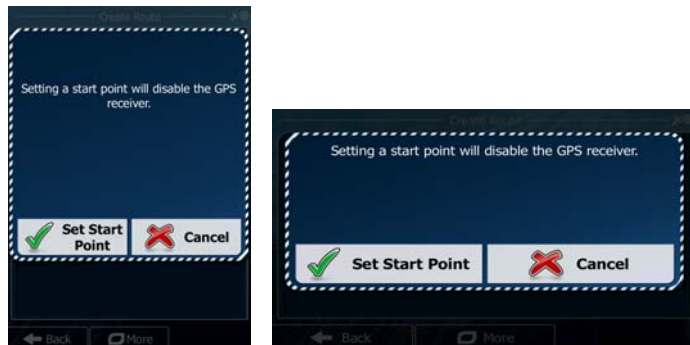 Create Route
Setting a start point will disable the GPS
receiver.
Set Start
Point
Cancel
Back
More
Create Route
Setting a start point will disable the GPS receiver.
Set Start Point
Cancel
Back
More